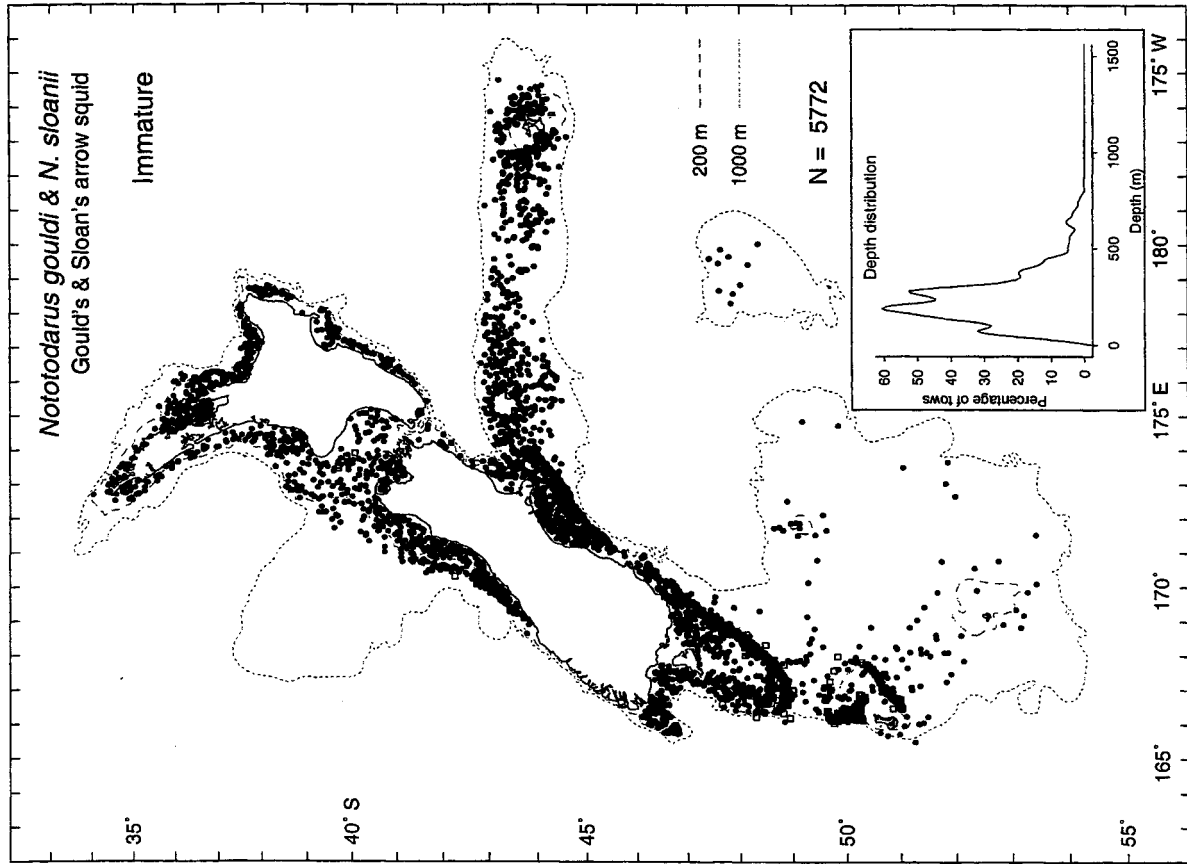 Nototodarus gouldi & N. sloanii
Gould's & Sloan's arrow squid
Immature
35°
40° S
45°
50°
55°
165°
170°
175° E
180°
175° W
200 m
1000 m
N = 5772
Depth distribution
Percentage of tows
60
50
40
30
20
10
0
0
500
1000
1500
Depth (m)